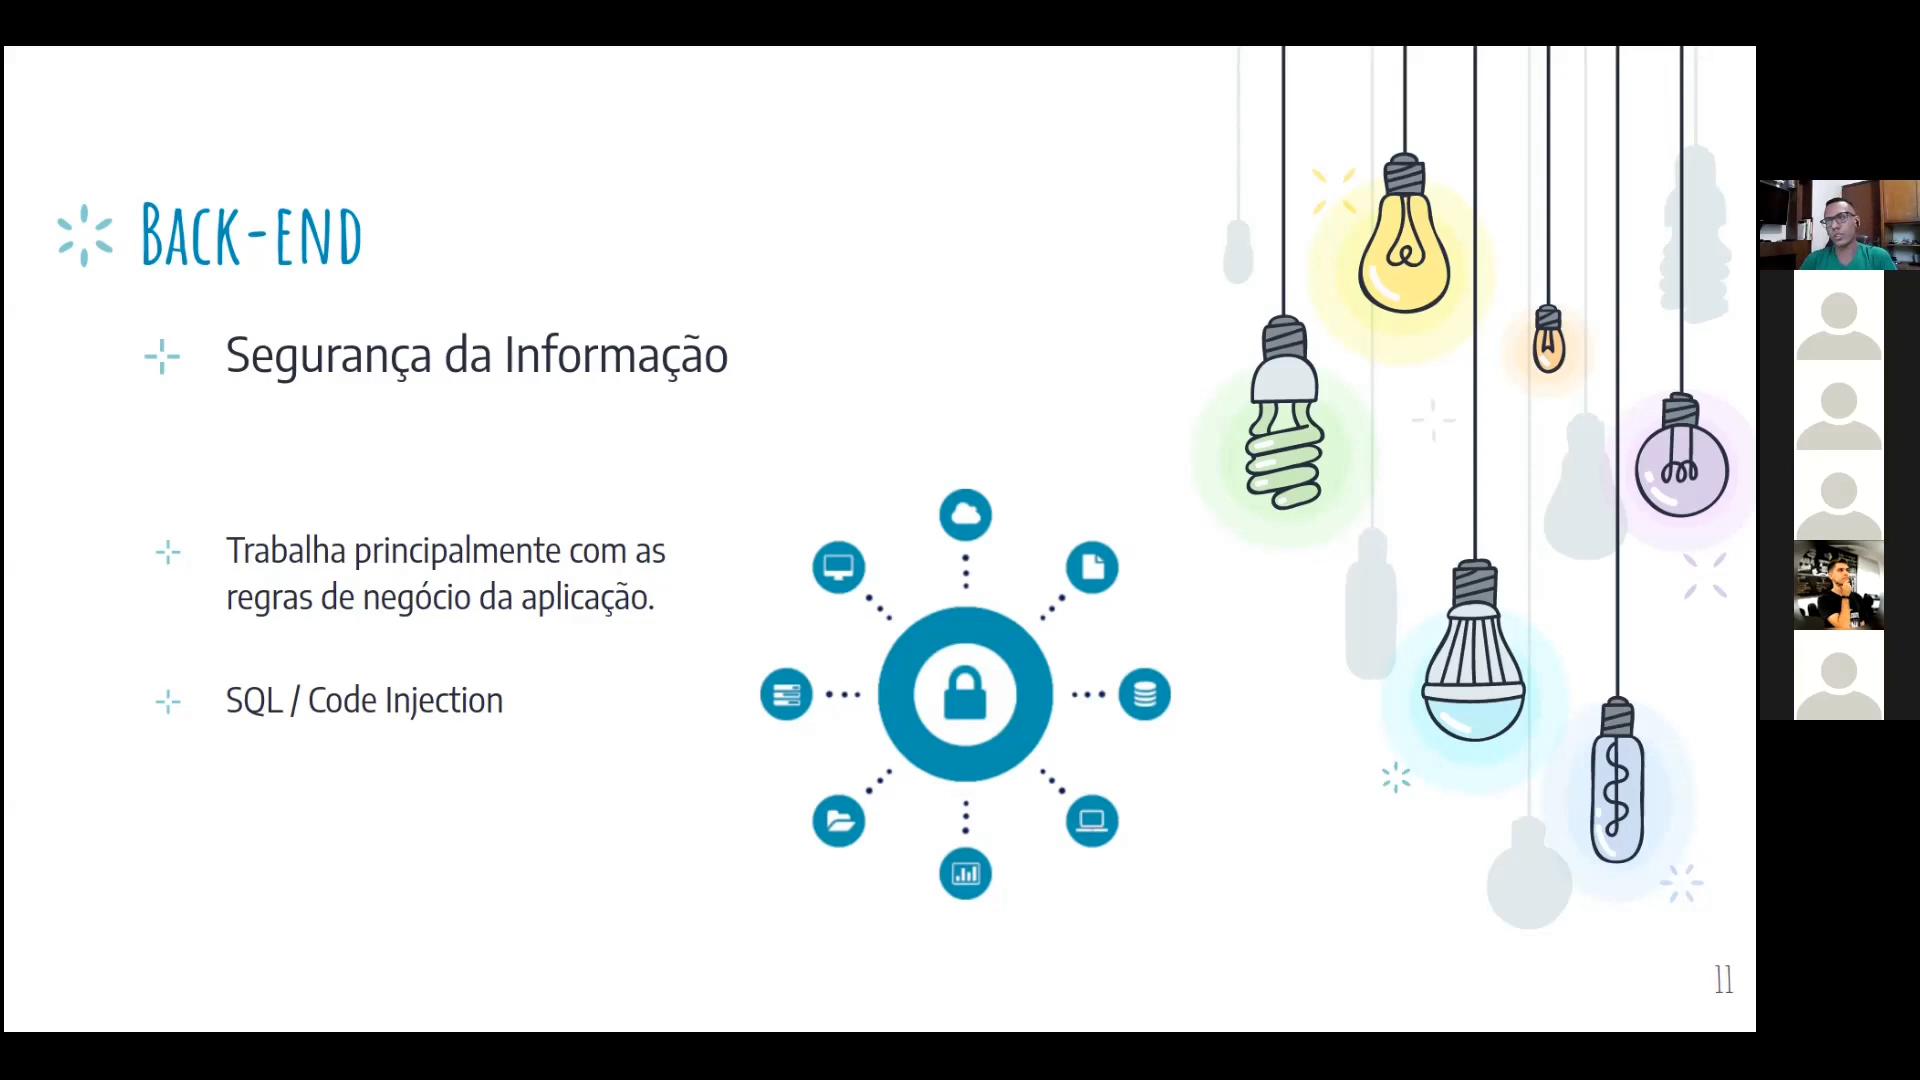 Back-end
Segurança da Informação
Trabalha principalmente com as
regras de negócio da aplicação.
SQL / Code Injection
11